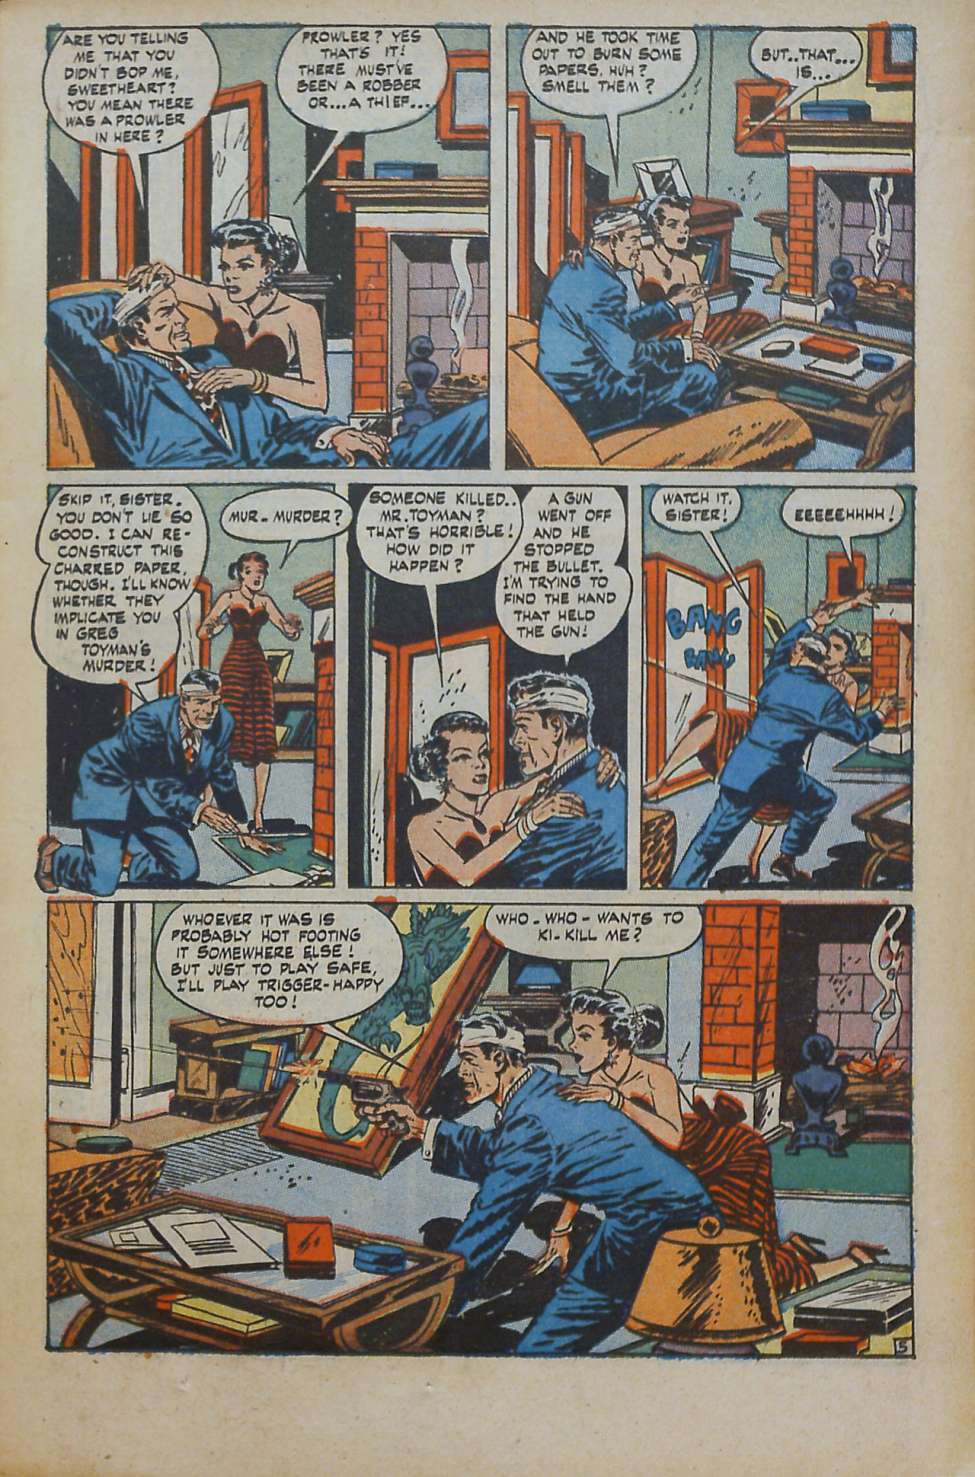 ARE YOU TELLING
ME THAT YOU
DIDN'T BOP ME,
SWEETHEART?
YOU MEAN THERE
WAS A PROWLER
IN HERE?
PROWLER? YES
THAT'S IT!
THERE MUST'VE
BEEN A ROBBER
OR...A THIEF...
AND HE TOOK TIME
OUT TO BURN SOME
PAPERS, HUH?
SMELL THEM?
BUT..THAT...
IS...
SKIP IT, SISTER.
YOU DON'T LIE SO
GOOD. I CAN RE-
CONSTRUCT THIS
CHARRED PAPER,
THOUGH. I'LL KNOW
WHETHER THEY
IMPLICATE YOU
IN GREG
TOYMAN'S
MURDER!
MUR-MURDER?
SOMEONE KILLED..
MR. TOYMAN?
THAT'S HORRIBLE!
HOW DID IT
HAPPEN?
A GUN
WENT OFF
AND HE
STOPPED
THE BULLET.
I'M TRYING TO
FIND THE HAND
THAT HELD
THE GUN!
WATCH IT,
SISTER!
EEEEEHHHH!
BANG
BANG
WHOEVER IT WAS IS
PROBABLY HOT FOOTING
IT SOMEWHERE ELSE!
BUT JUST TO PLAY SAFE,
I'LL PLAY TRIGGER-HAPPY
TOO!
WHO-WHO-WANTS TO
KI-KILL ME?
5